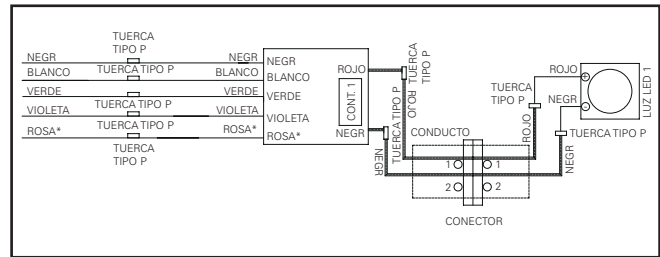 TUERCA
TIPO P
NEGR
NEGR
NEGR
BLANCO
TUERCA TIPO P
BLANCO
BLANCO
VERDE
VERDE
VERDE
TUERCA TIPO P
VIOLETA
VIOLETA
VIOLETA
TUERCA TIPO P
ROSA*
ROSA*
ROSA*
TUERCA
TIPO P
CONT. 1
ROJO
NEGR
TUERCA
TIPO P
ROJO
TUERCA TIPO P
NEGR
CONDUCTO
1
1
2
2
CONECTOR
TUERCA
TIPO P
ROJO
ROJO
+
NEGR
-
LUZ LED 1
TUERCA TIPO P
NEGR